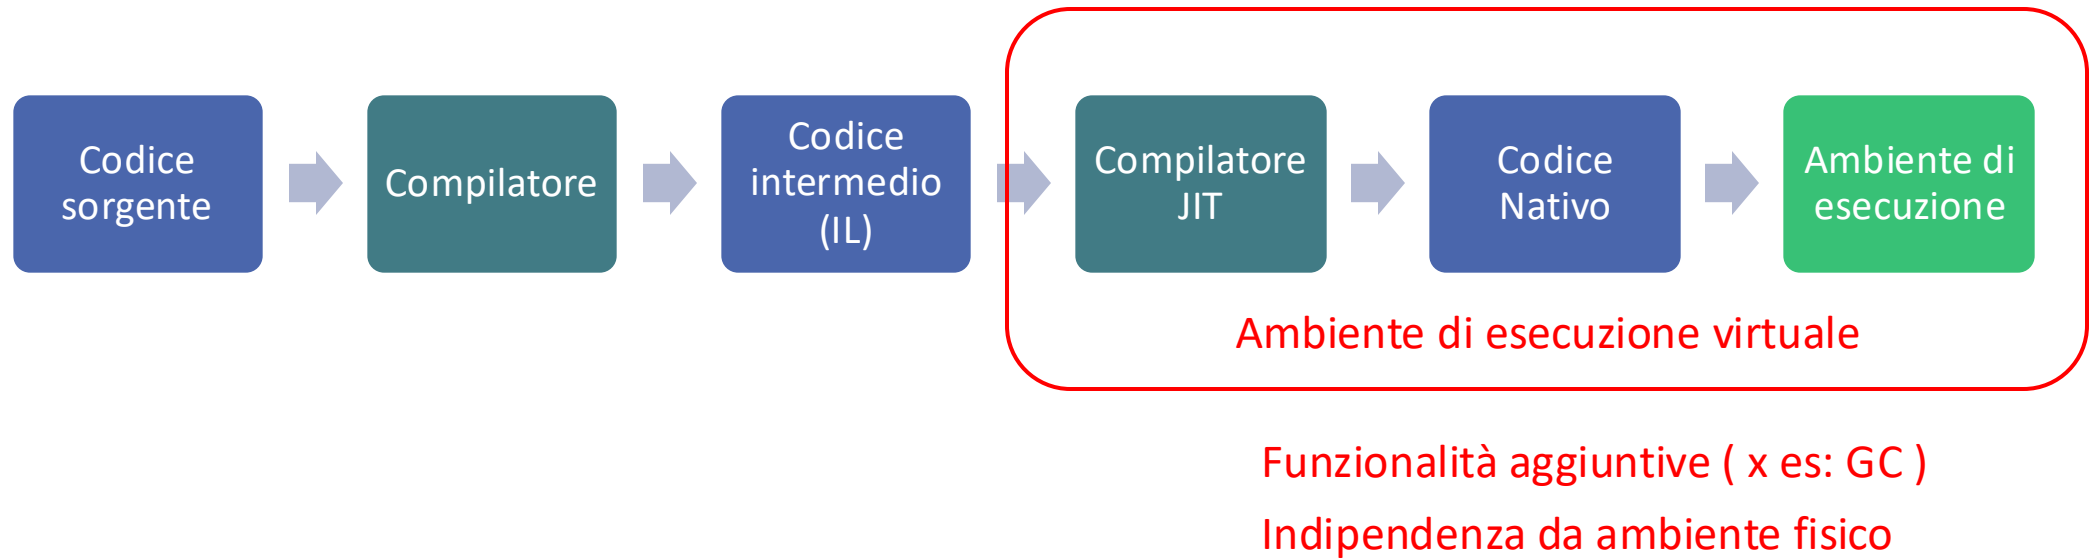 Codice
sorgente
Compilatore
Codice
intermedio
(IL)
Compilatore
JIT
Codice
Nativo
Ambiente di
esecuzione
Ambiente di esecuzione virtuale
Funzionalità aggiuntive ( x es: GC )
Indipendenza da ambiente fisico